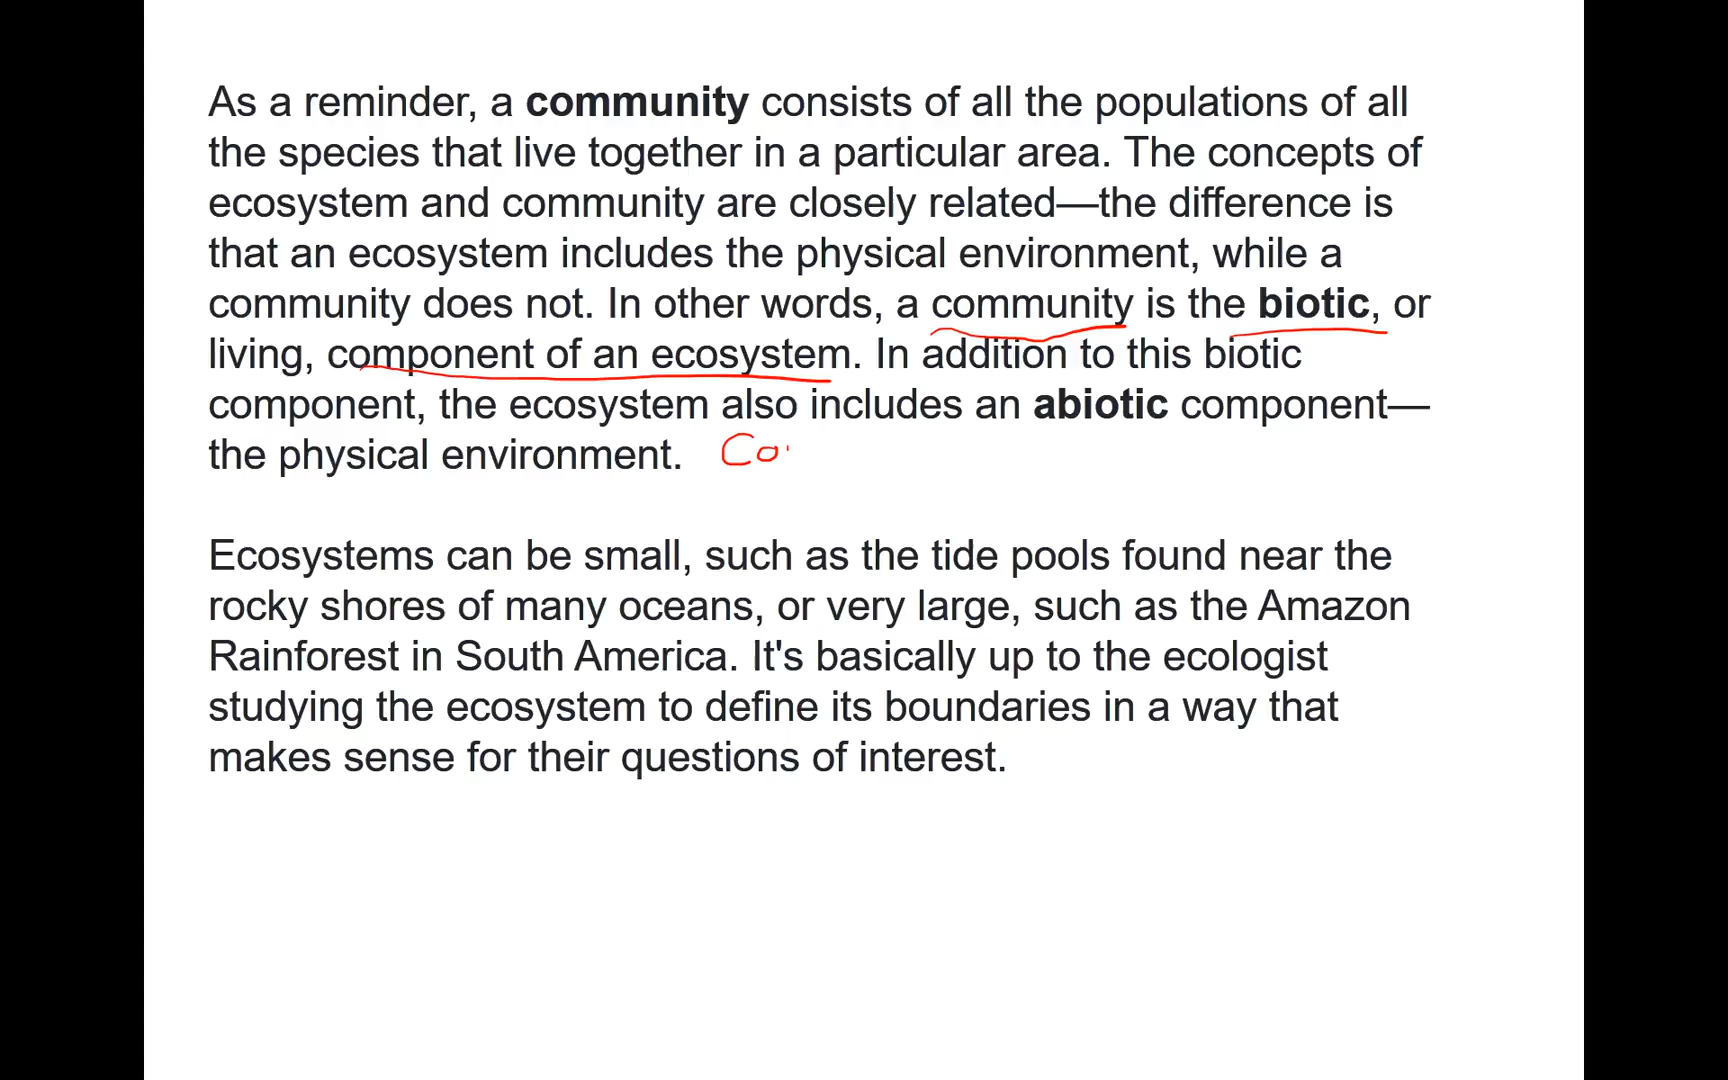 As a reminder, a community consists of all the populations of all
the species that live together in a particular area. The concepts of
ecosystem and community are closely related—the difference is
that an ecosystem includes the physical environment, while a
community does not. In other words, a community is the biotic, or
living, component of an ecosystem. In addition to this biotic
component, the ecosystem also includes an abiotic component—
the physical environment. Co
Ecosystems can be small, such as the tide pools found near the
rocky shores of many oceans, or very large, such as the Amazon
Rainforest in South America. It's basically up to the ecologist
studying the ecosystem to define its boundaries in a way that
makes sense for their questions of interest.